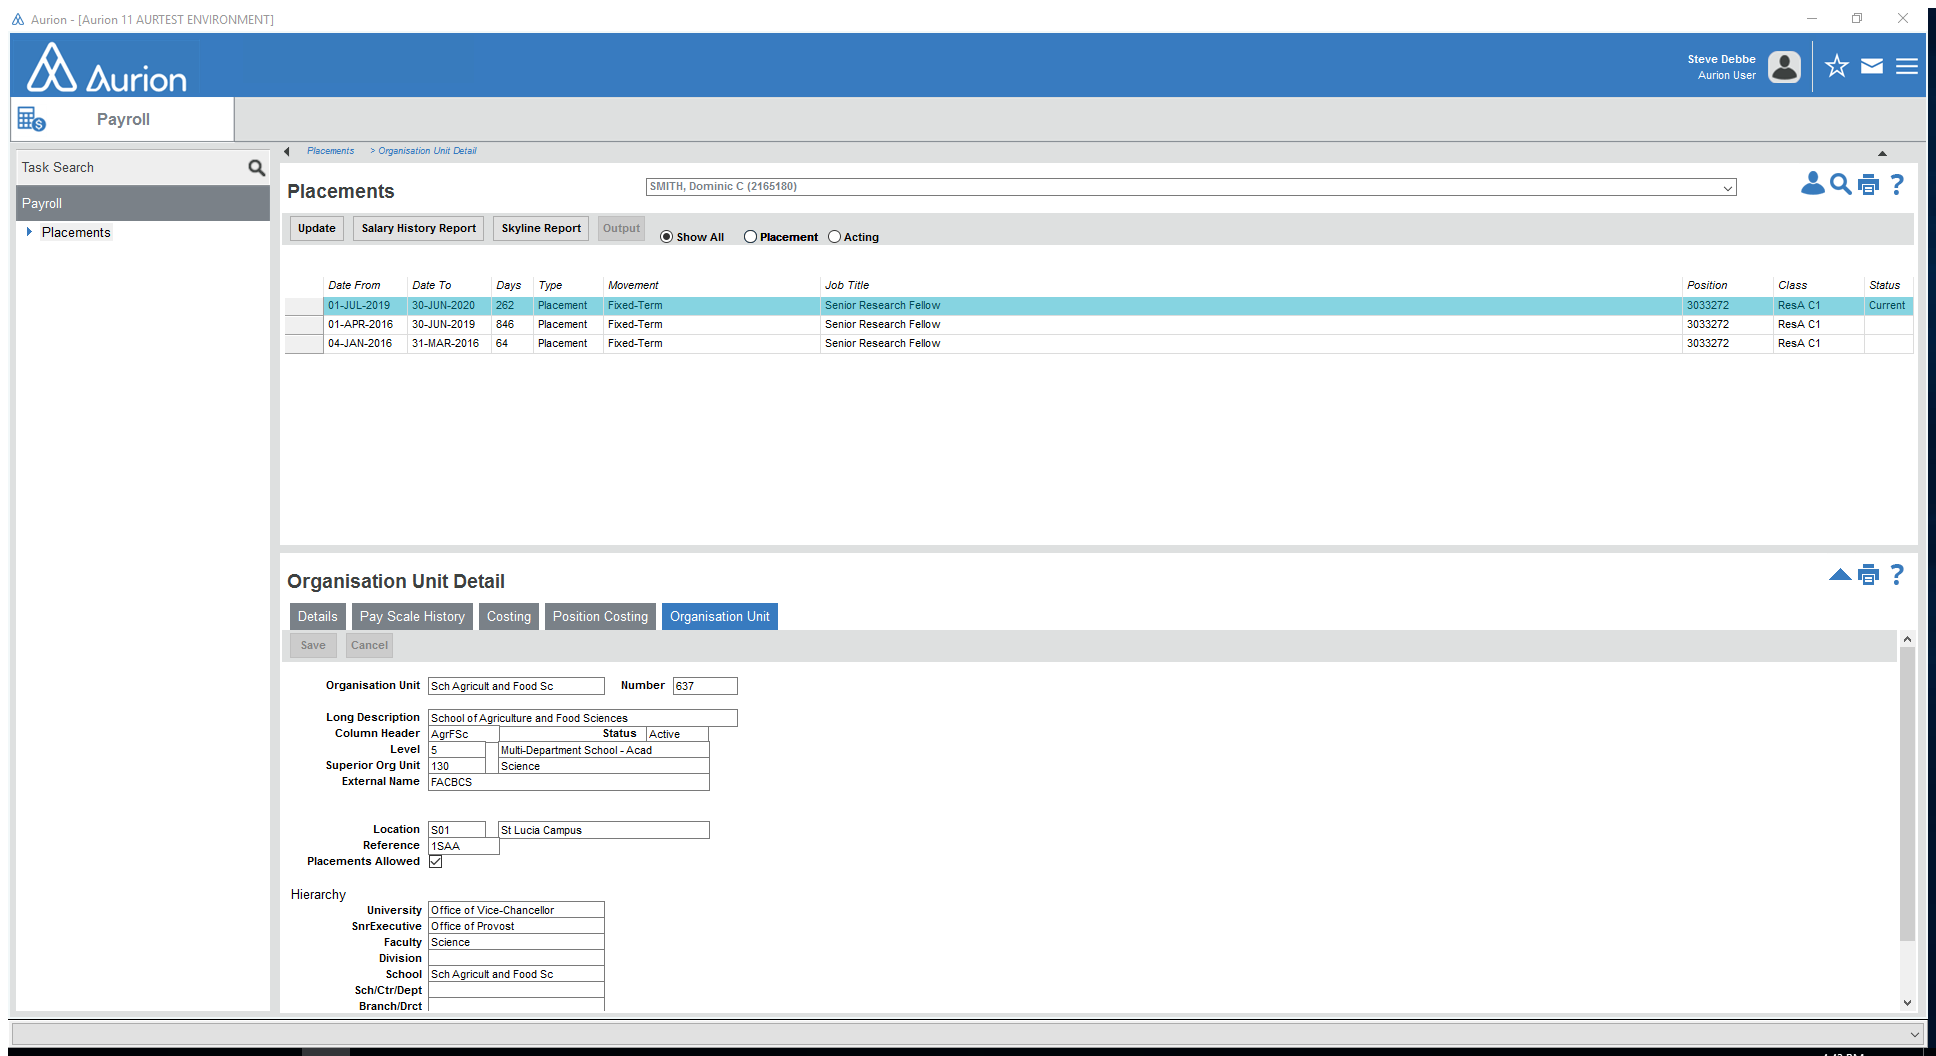 Aurion - [Aurion 11 AURTEST ENVIRONMENT]
Aurion
Steve Debbe
Aurion User
Payroll
Task Search
Payroll
Placements
Placements > Organisation Unit Detail
Placements
SMITH, Dominic C (2165180)
Update Salary History Report Skyline Report Output Show All Placement Acting
Date From Date To Days Type Movement Job Title Position Class Status
01-JUL-2019 30-JUN-2020 262 Placement Fixed-Term Senior Research Fellow 3033272 ResA C1 Current
01-APR-2016 30-JUN-2019 846 Placement Fixed-Term Senior Research Fellow 3033272 ResA C1
04-JAN-2016 31-MAR-2016 64 Placement Fixed-Term Senior Research Fellow 3033272 ResA C1
Organisation Unit Detail
Details Pay Scale History Costing Position Costing Organisation Unit
Save Cancel
Organisation Unit Sch Agricult and Food Sc Number 637
Long Description School of Agriculture and Food Sciences
Column Header AgrFSc Status Active
Level 5 Multi-Department School - Acad
Superior Org Unit 130 Science
External Name FACBCS
Location S01 St Lucia Campus
Reference 1SAA
Placements Allowed
Hierarchy
University Office of Vice-Chancellor
SnrExecutive Office of Provost
Faculty Science
Division
School Sch Agricult and Food Sc
Sch/Ctr/Dept
Branch/Drct